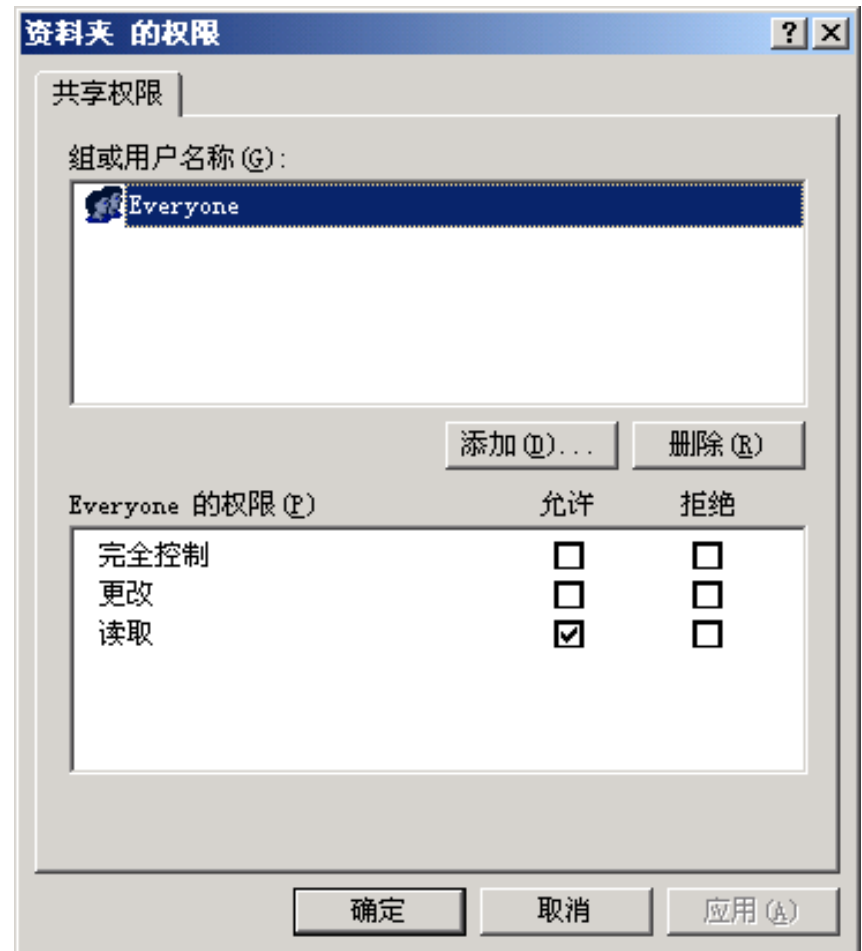 资料夹 的权限
共享权限
组或用户名称(G):
Everyone
添加(D)... 删除(R)
Everyone 的权限(P) 允许 拒绝
完全控制
更改
读取
确定 取消 应用(A)